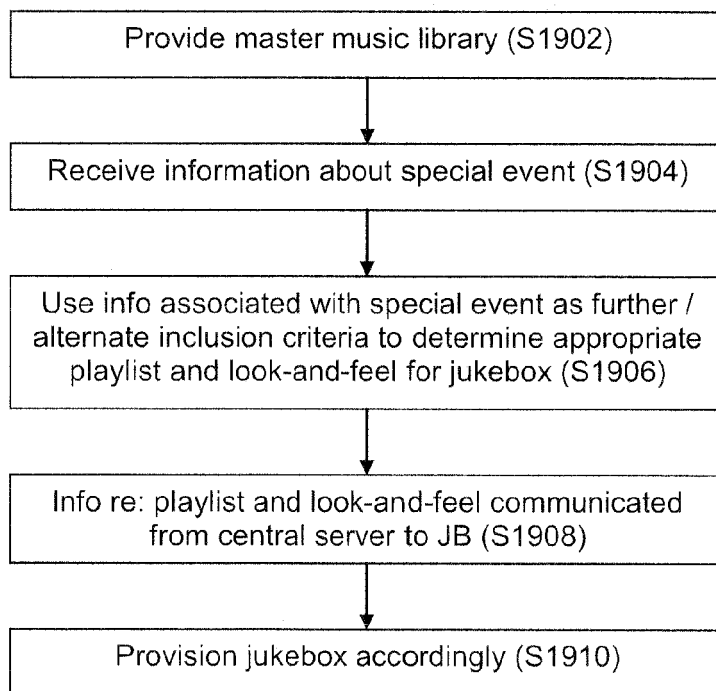 Provide master music library (S1902)
Receive information about special event (S1904)
Use info associated with special event as further /
alternate inclusion criteria to determine appropriate
playlist and look-and-feel for jukebox (S1906)
Info re: playlist and look-and-feel communicated
from central server to JB (S1908)
Provision jukebox accordingly (S1910)